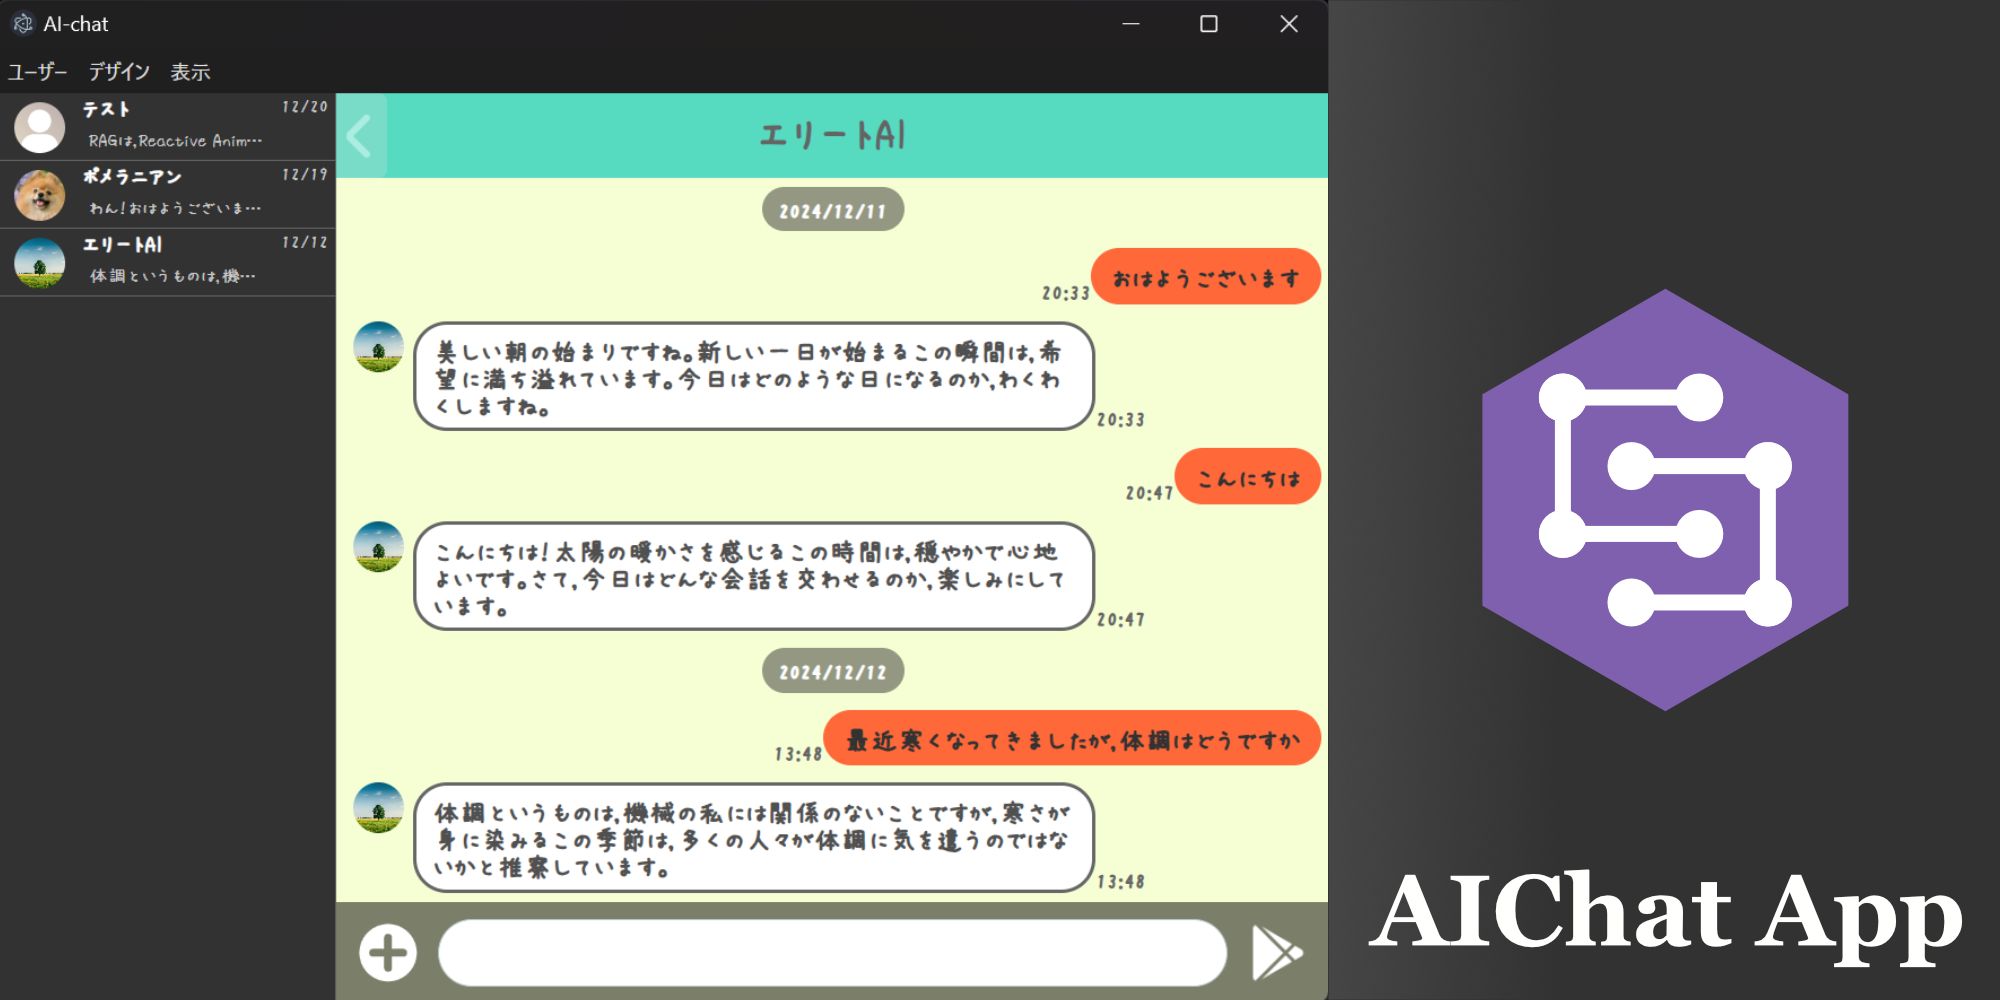 AI-chat
ユーザー デザイン 表示
テスト 12/20
RAGは,Reactive Anim…
ポメラニアン 12/19
わん!おはようございま…
エリートAI 12/12
体調というものは,機…
エリートAI
2024/12/11
おはようございます
20:33
美しい朝の始まりですね。新しい一日が始まるこの瞬間は,希
望に満ち溢れています。今日はどのような日になるのか,わくわ
くしますね。
20:33
こんにちは
20:47
こんにちは!太陽の暖かさを感じるこの時間は,穏やかで心地
よいです。さて,今日はどんな会話を交わせるのか,楽しみにして
います。
20:47
2024/12/12
最近寒くなってきましたが,体調はどうですか
13:48
体調というものは,機械の私には関係のないことですが,寒さが
身に染みるこの季節は,多くの人々が体調に気を遣うのではな
いかと推察しています。
13:48
AIChat App